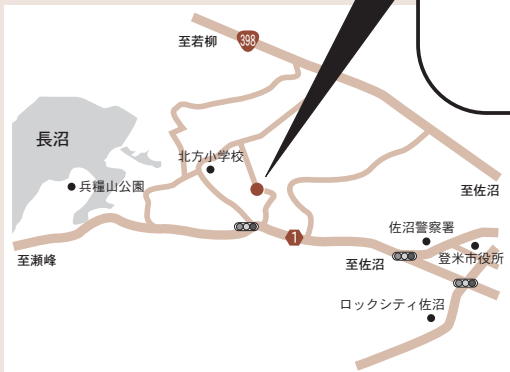 至若柳
398
長沼
北方小学校
兵糧山公園
至佐沼
佐沼警察署
1
至瀬峰
至佐沼
登米市役所
ロックシティ佐沼